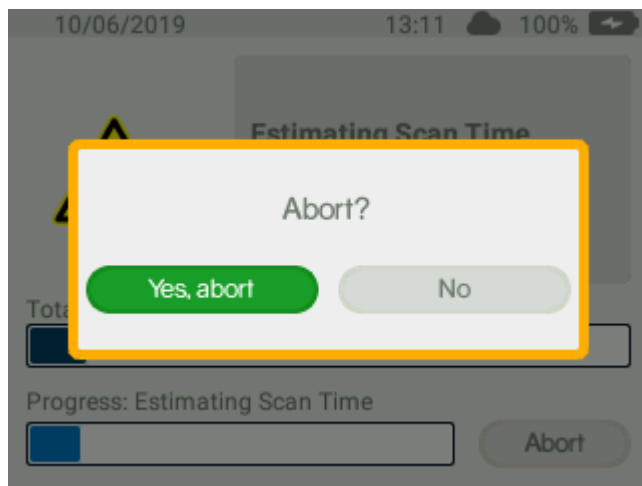 10/06/2019 13:11 100%
Estimating Scan Time
Abort?
Yes, abort No
Tota
Progress: Estimating Scan Time
Abort